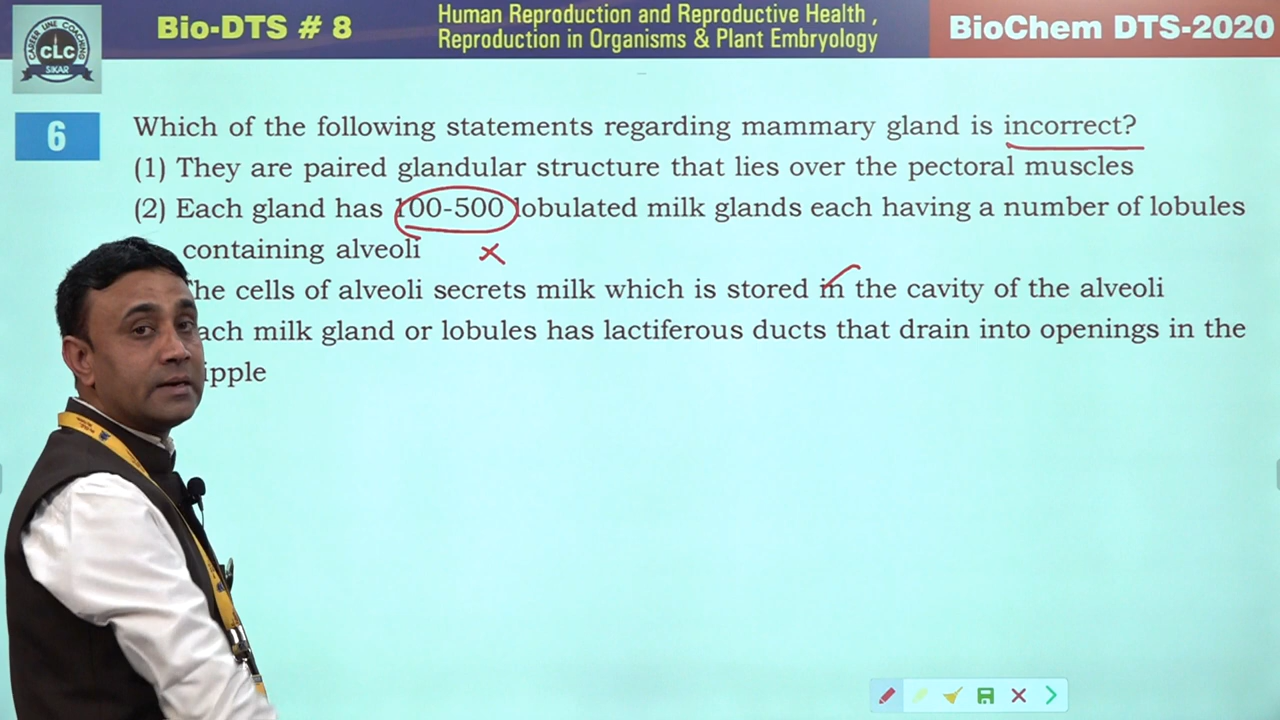 Bio-DTS # 8
Human Reproduction and Reproductive Health ,
Reproduction in Organisms & Plant Embryology
BioChem DTS-2020
CAREER LINE COACHING
CLC
SIKAR
6
Which of the following statements regarding mammary gland is incorrect?
(1) They are paired glandular structure that lies over the pectoral muscles
(2) Each gland has 100-500 lobulated milk glands each having a number of lobules
containing alveoli
he cells of alveoli secrets milk which is stored in the cavity of the alveoli
ach milk gland or lobules has lactiferous ducts that drain into openings in the
ipple